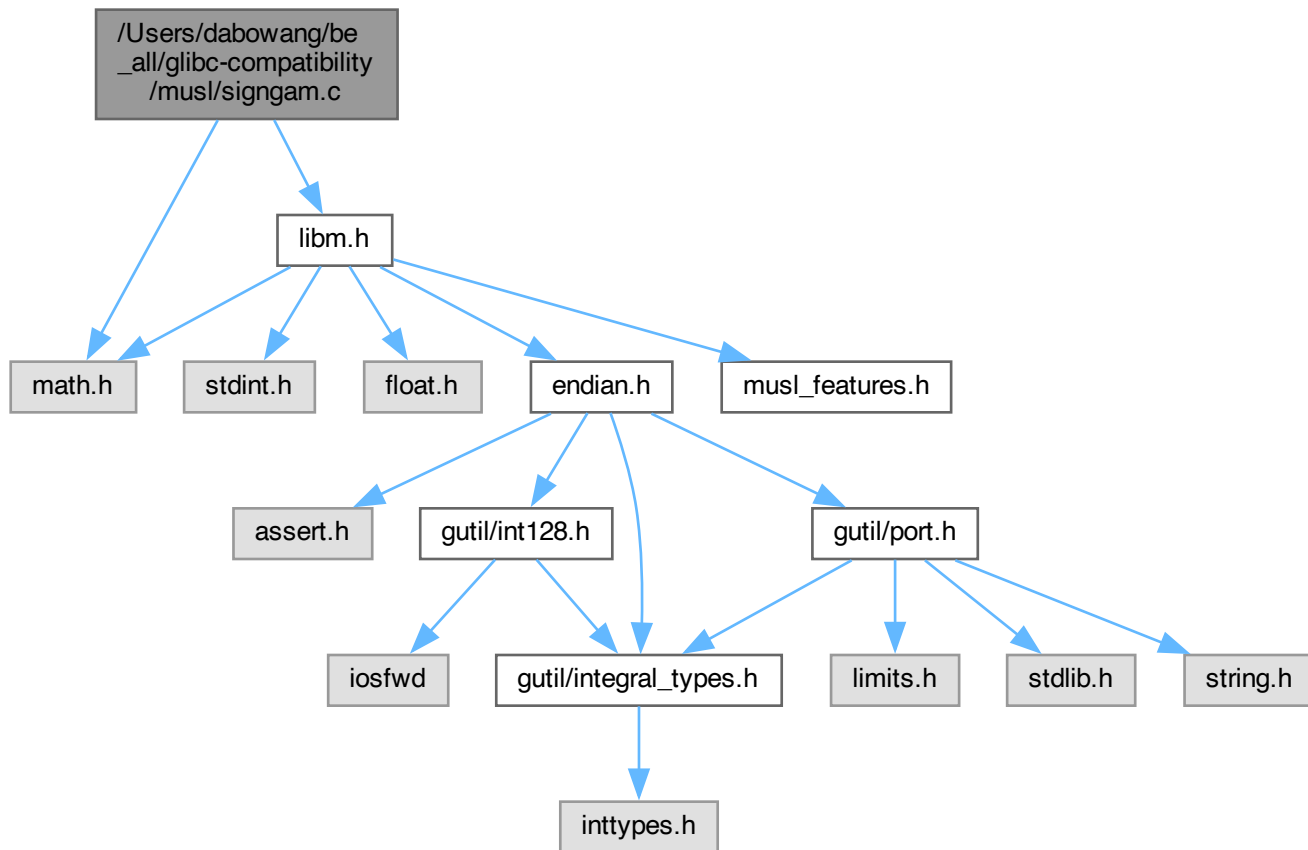 /Users/dabowang/be
_all/glibc-compatibility
/musl/signgam.c
libm.h
math.h
stdint.h
float.h
endian.h
musl_features.h
assert.h
gutil/int128.h
gutil/port.h
iosfwd
gutil/integral_types.h
limits.h
stdlib.h
string.h
inttypes.h